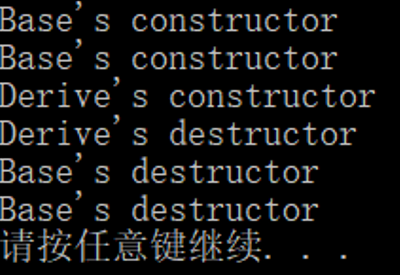 Base's constructor
Base's constructor
Derive's constructor
Derive's destructor
Base's destructor
Base's destructor
请按任意键继续. . .